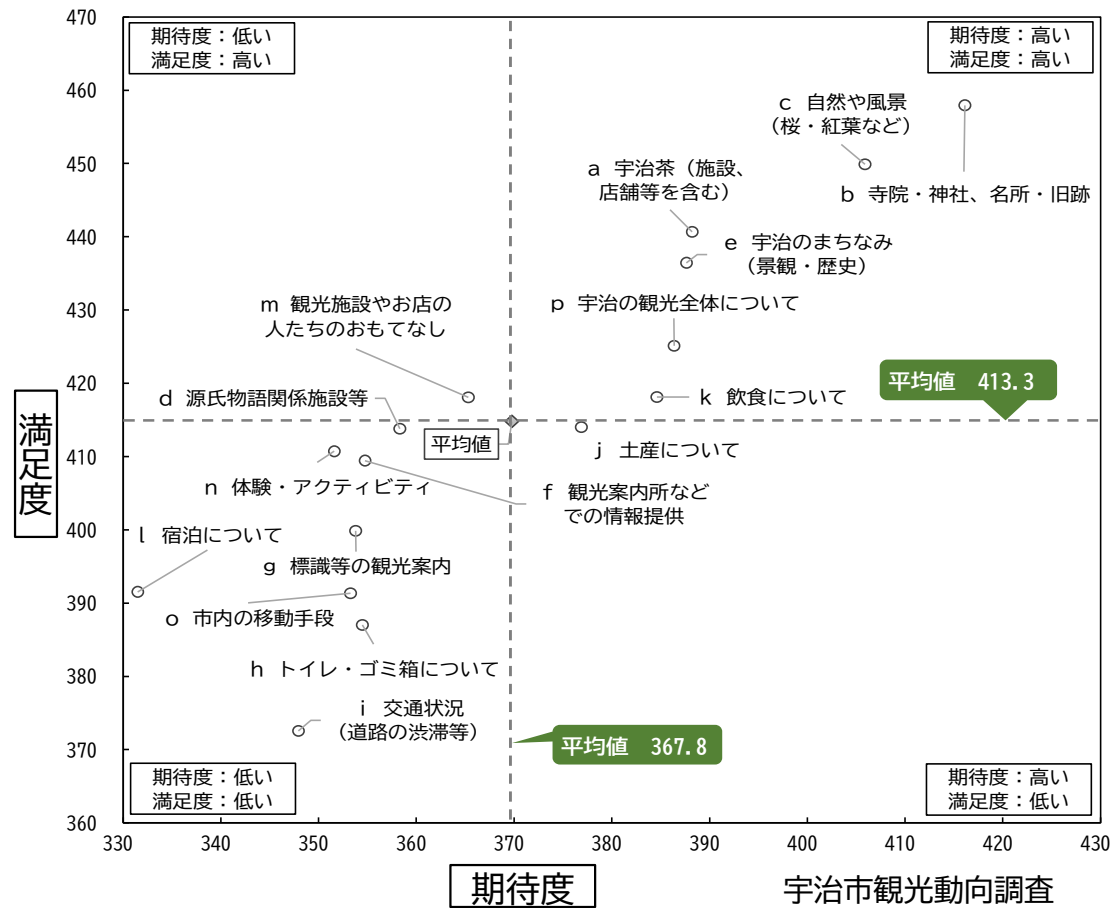 470
460
450
440
430
420
410
400
390
380
370
360
満足度
期待度：低い
満足度：高い
期待度：高い
満足度：高い
c 自然や風景
（桜・紅葉など）
a 宇治茶（施設、
店舗等を含む）
b 寺院・神社、名所・旧跡
e 宇治のまちなみ
（景観・歴史）
m 観光施設やお店の
人たちのおもてなし
p 宇治の観光全体について
平均値 413.3
d 源氏物語関係施設等
k 飲食について
平均値
j 土産について
n 体験・アクティビティ
f 観光案内所など
での情報提供
l 宿泊について
g 標識等の観光案内
o 市内の移動手段
h トイレ・ゴミ箱について
i 交通状況
（道路の渋滞等）
平均値 367.8
期待度：低い
満足度：低い
期待度：高い
満足度：低い
330 340 350 360 370 380 390 400 410 420 430
期待度
宇治市観光動向調査